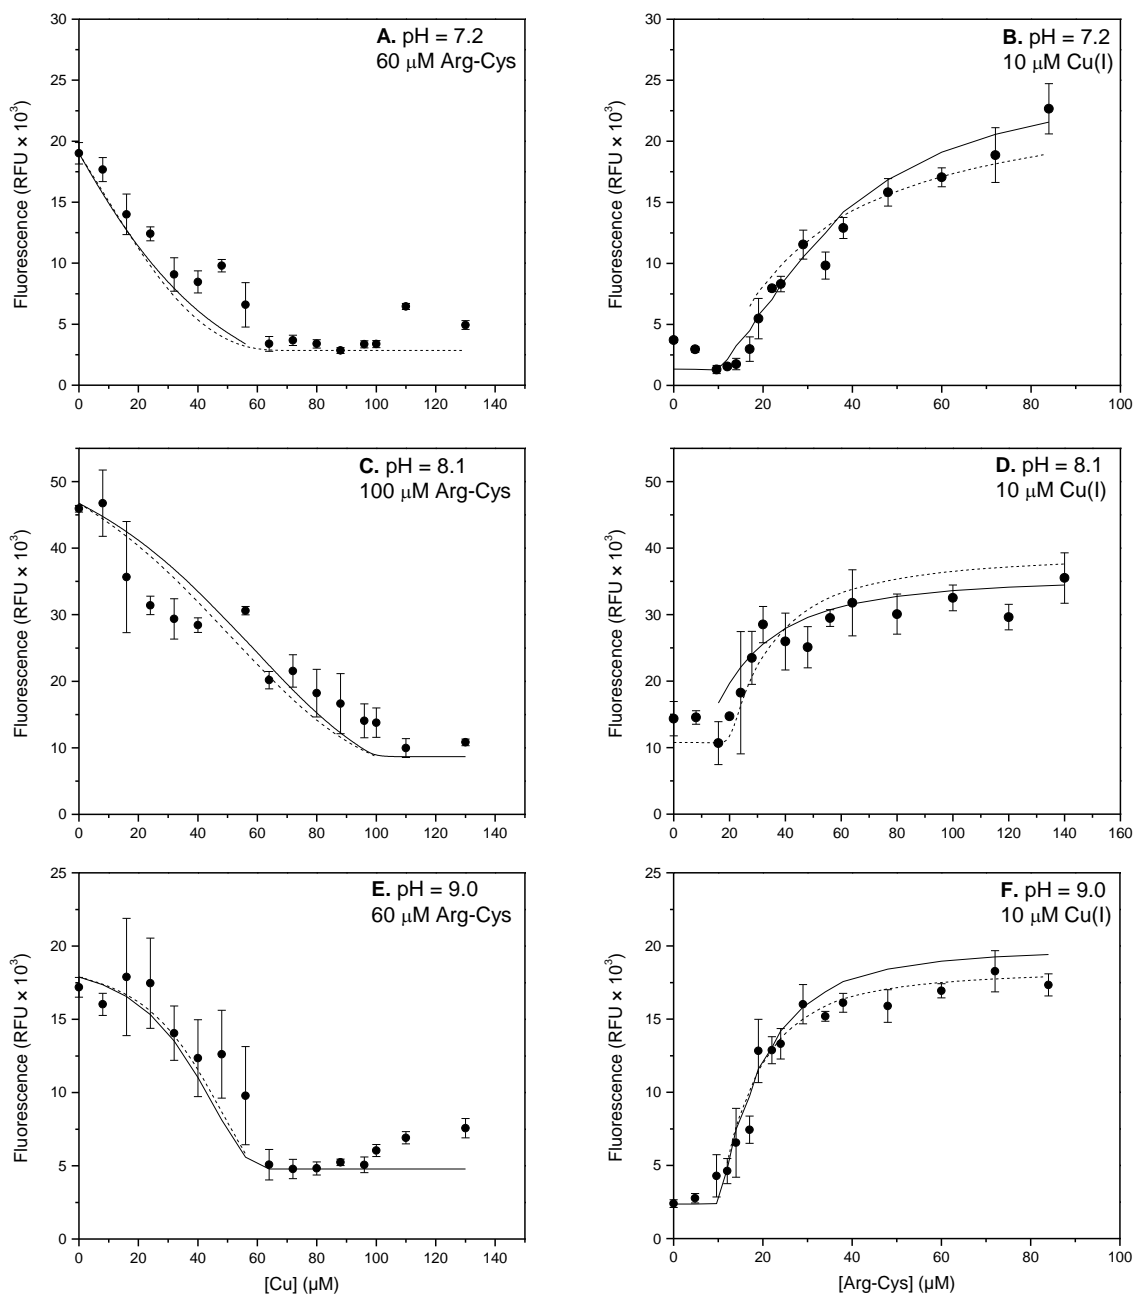 A. pH = 7.2
60 μM Arg-Cys
Fluorescence (RFU × 10³)
30
25
20
15
10
5
0
0 20 40 60 80 100 120 140
B. pH = 7.2
10 μM Cu(I)
Fluorescence (RFU × 10³)
30
25
20
15
10
5
0
0 20 40 60 80 100
C. pH = 8.1
100 μM Arg-Cys
Fluorescence (RFU × 10³)
50
40
30
20
10
0
0 20 40 60 80 100 120 140
D. pH = 8.1
10 μM Cu(I)
Fluorescence (RFU × 10³)
50
40
30
20
10
0
0 20 40 60 80 100 120 140 160
E. pH = 9.0
60 μM Arg-Cys
Fluorescence (RFU × 10³)
25
20
15
10
5
0
0 20 40 60 80 100 120 140
[Cu] (μM)
F. pH = 9.0
10 μM Cu(I)
Fluorescence (RFU × 10³)
25
20
15
10
5
0
0 20 40 60 80 100
[Arg-Cys] (μM)